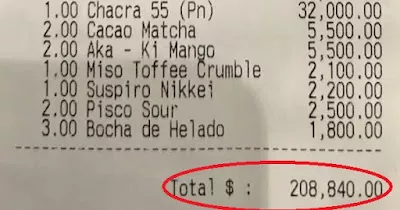 1.00 Chacra 55 (Pn) 32,000.00
2.00 Cacao Matcha 5,500.00
2.00 Aka - Ki Mango 5,500.00
1.00 Miso Toffee Crumble 2,100.00
1.00 Suspiro Nikkei 2,200.00
2.00 Pisco Sour 2,500.00
3.00 Bocha de Helado 1,800.00
Total $ : 208,840.00